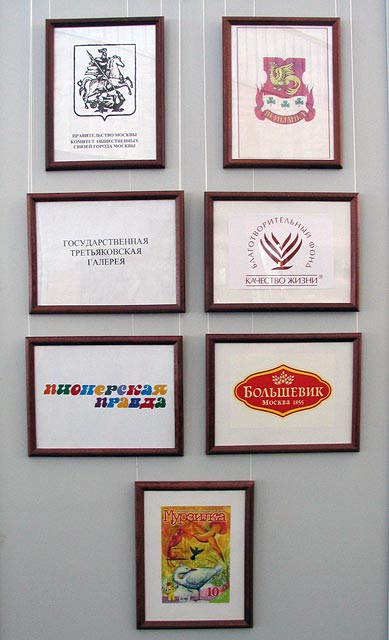 ПРАВИТЕЛЬСТВО МОСКВЫ
КОМИТЕТ ОБЩЕСТВЕННЫХ
СВЯЗЕЙ ГОРОДА МОСКВЫ
ГОСУДАРСТВЕННАЯ
ТРЕТЬЯКОВСКАЯ
ГАЛЕРЕЯ
БЛАГОТВОРИТЕЛЬНЫЙ ФОНД
КАЧЕСТВО ЖИЗНИ®
ПИОНЕРСКАЯ
ПРАВДА
БОЛЬШЕВИК
МОСКВА 1855
Мурзилка
10